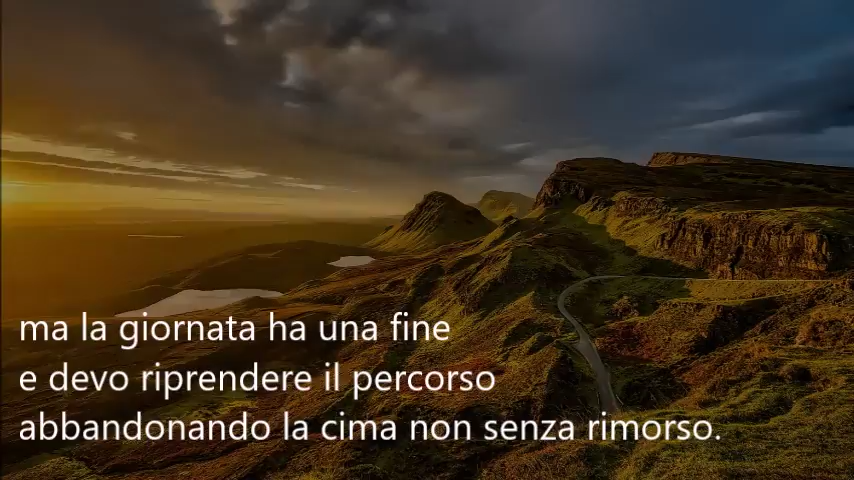 ma la giornata ha una fine
e devo riprendere il percorso
abbandonando la cima non senza rimorso.